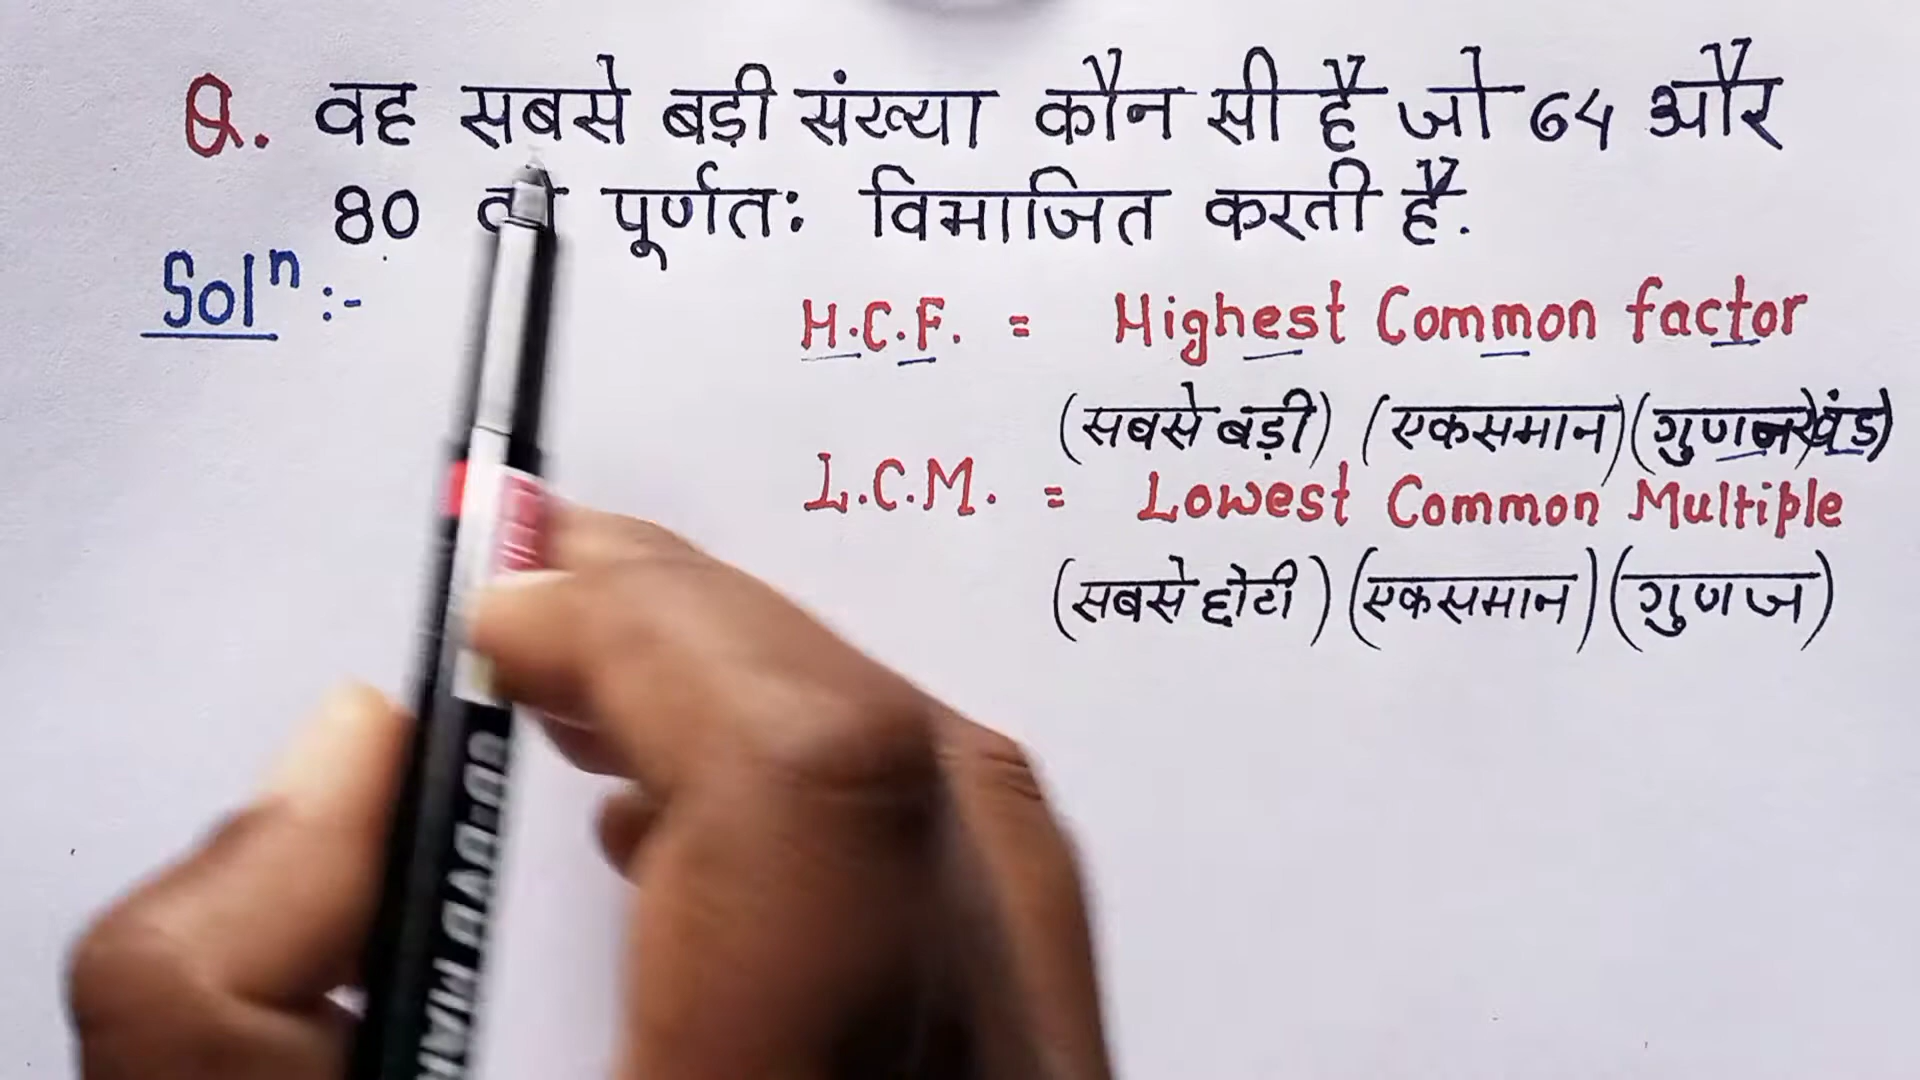 Q. वह सबसे बड़ी संख्या कौन सी है जो 64 और
80 को पूर्णत: विभाजित करती है.
Solⁿ :-
H.C.F. = Highest Common factor
(सबसे बड़ी) (एकसमान) (गुणनखंड)
L.C.M. = Lowest Common Multiple
(सबसे छोटी) (एकसमान) (गुणज)